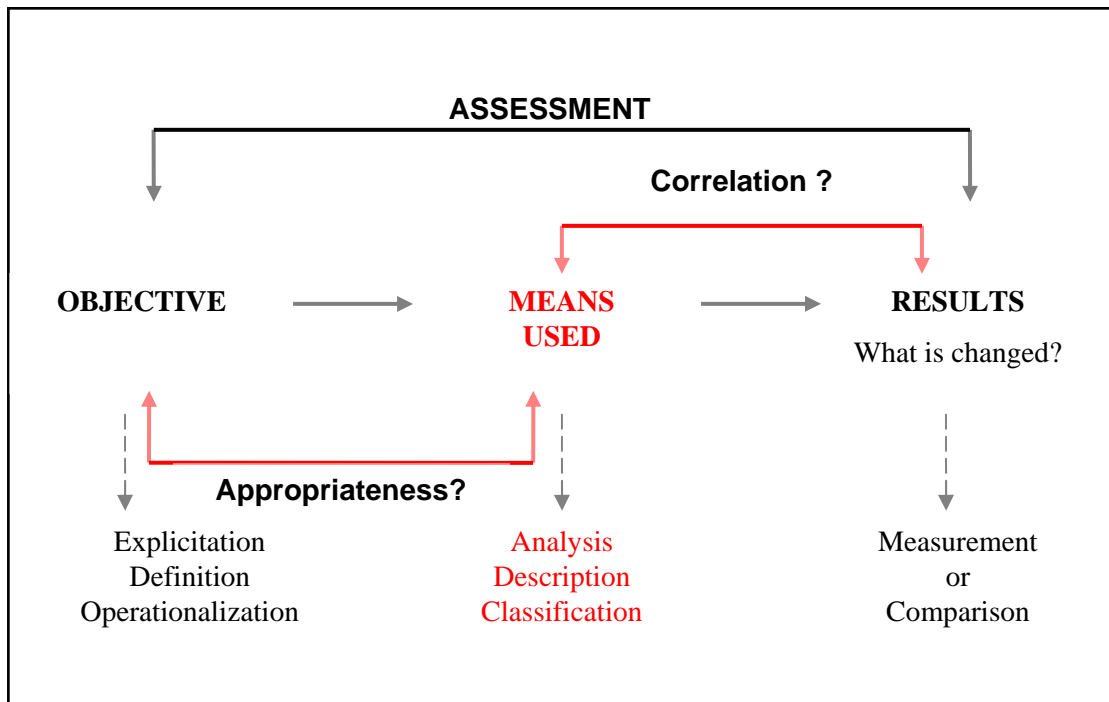 ASSESSMENT
Correlation ?
OBJECTIVE
MEANS
USED
RESULTS
What is changed?
Appropriateness?
Explicitation
Definition
Operationalization
Analysis
Description
Classification
Measurement
or
Comparison